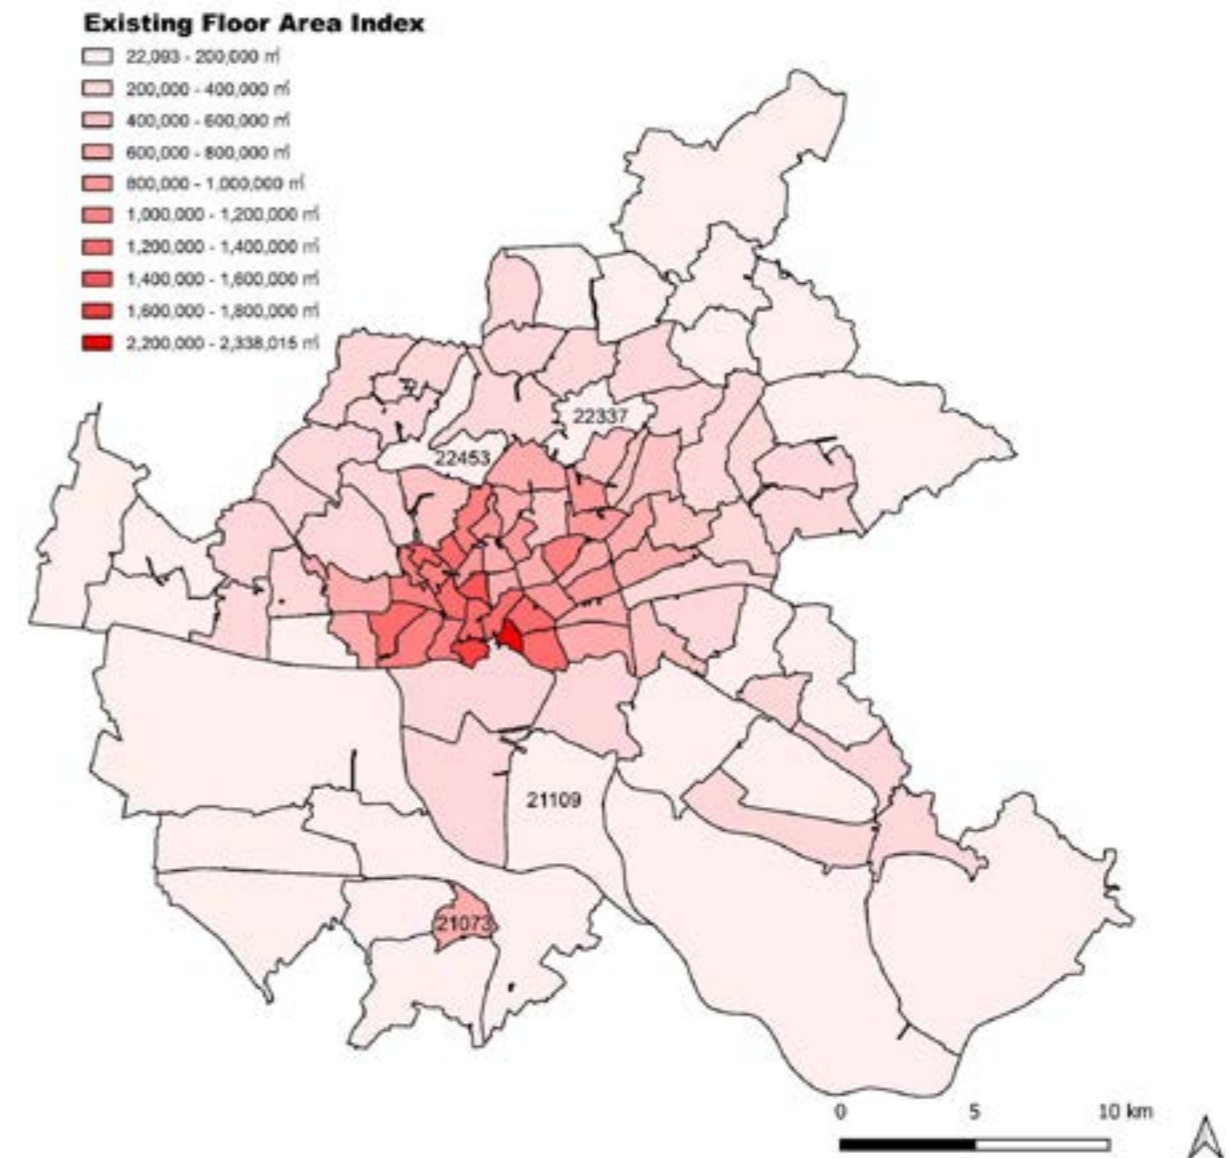 Existing Floor Area Index
22,093 - 200,000 ㎡
200,000 - 400,000 ㎡
400,000 - 600,000 ㎡
600,000 - 800,000 ㎡
800,000 - 1,000,000 ㎡
1,000,000 - 1,200,000 ㎡
1,200,000 - 1,400,000 ㎡
1,400,000 - 1,600,000 ㎡
1,600,000 - 1,800,000 ㎡
2,200,000 - 2,338,015 ㎡
22337
22453
21109
21073
0 5 10 km